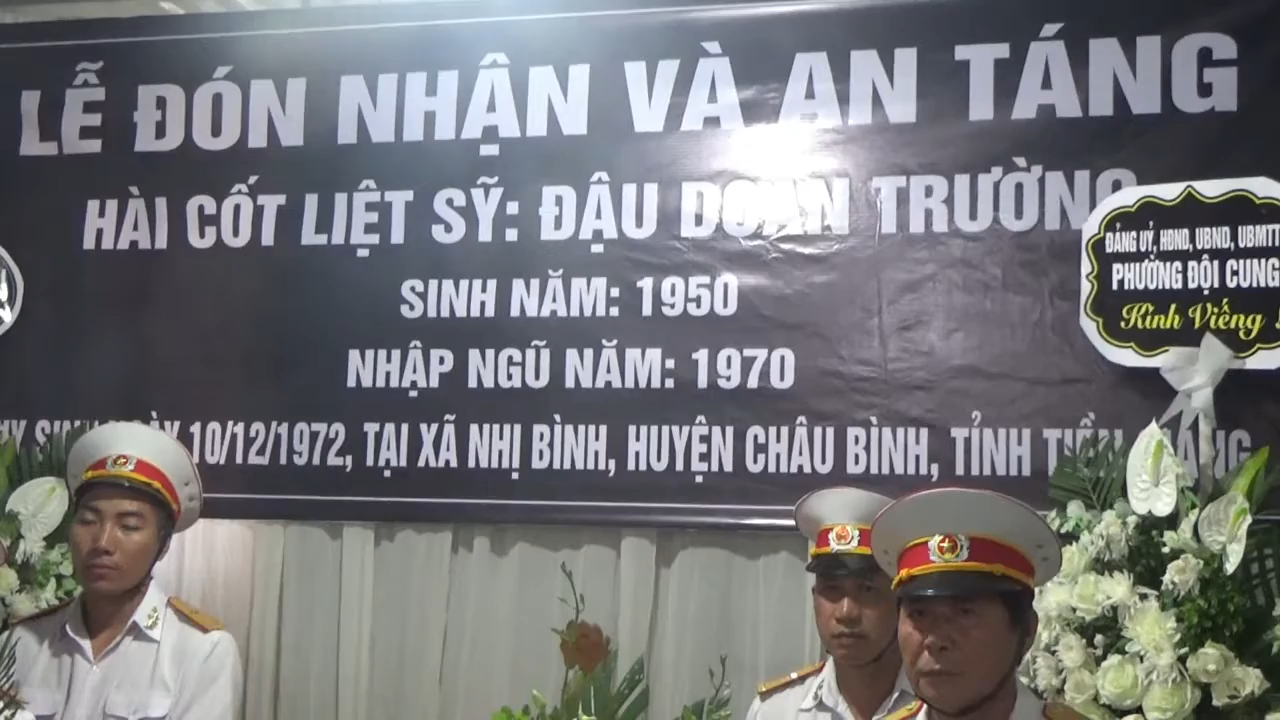 LỄ ĐÓN NHẬN VÀ AN TÁNG
HÀI CỐT LIỆT SỸ: ĐẬU DOÃN TRƯỜNG
SINH NĂM: 1950
NHẬP NGŨ NĂM: 1970
10/12/1972, TẠI XÃ NHỊ BÌNH, HUYỆN CHÂU BÌNH, TỈNH
ĐẢNG UỶ, HĐND, UBND, UBMTT
PHƯỜNG ĐỘI CUNG
Kính Viếng